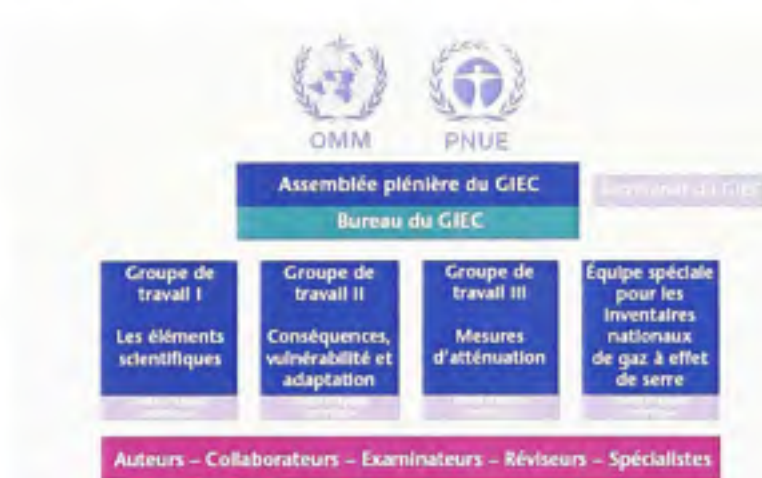 OMM
PNUE
Assemblée plénière du GIEC
Bureau du GIEC
Groupe de
travail I
Les éléments
scientifiques
Groupe de
travail II
Conséquences,
vulnérabilité et
adaptation
Groupe de
travail III
Mesures
d'atténuation
Équipe spéciale
pour les
inventaires
nationaux
de gaz à effet
de serre
Auteurs – Collaborateurs – Examinateurs – Réviseurs – Spécialistes